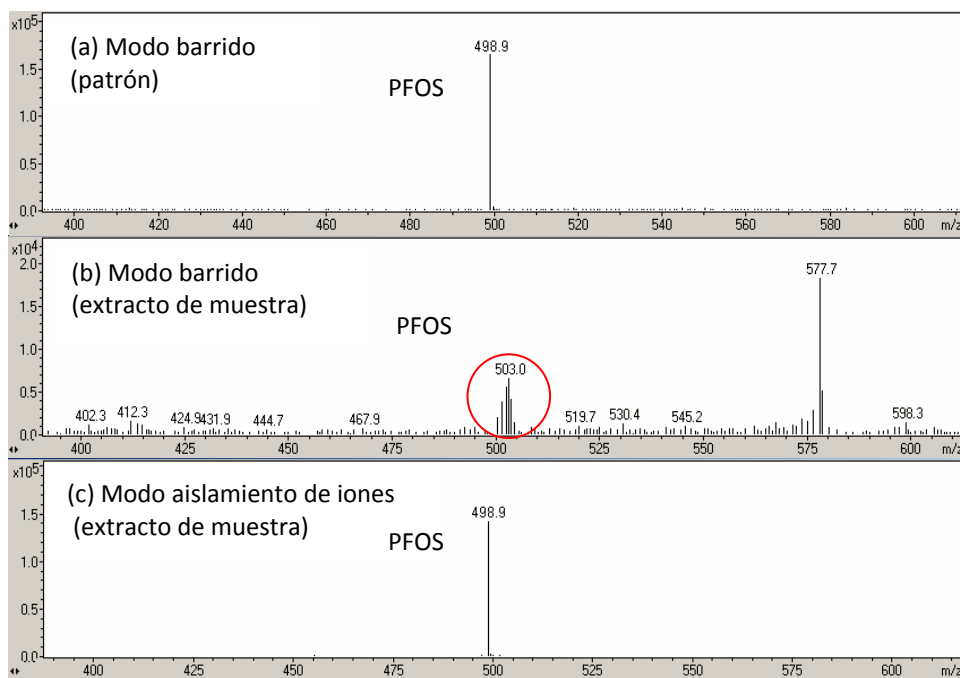 x10⁵
(a) Modo barrido
(patrón)
498.9
PFOS
1.5
1.0
0.5
0.0
400 420 440 460 480 500 520 540 560 580 600 m/z
x10⁴
2.0
(b) Modo barrido
(extracto de muestra)
577.7
PFOS
1.5
1.0
503.0
0.5
402.3 412.3 424.9 431.9 444.7 467.9 519.7 530.4 545.2 598.3
0.0
400 425 450 475 500 525 550 575 600 m/z
x10⁵
(c) Modo aislamiento de iones
(extracto de muestra)
498.9
PFOS
1.5
1.0
0.5
0.0
400 425 450 475 500 525 550 575 600 m/z